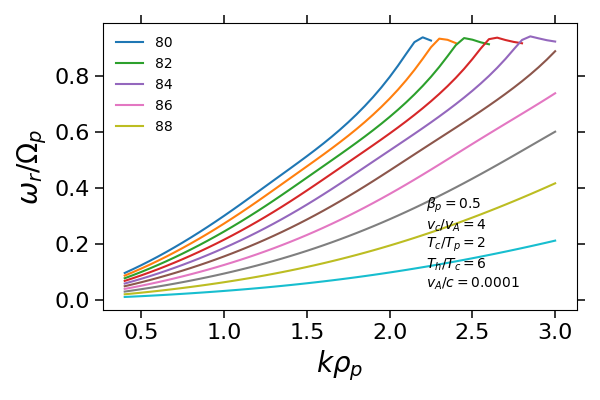 80
82
84
86
88
0.8
0.6
0.4
0.2
0.0
ω_r/Ω_p
β_p = 0.5
v_c/v_A = 4
T_c/T_p = 2
T_h/T_c = 6
v_A/c = 0.0001
0.5 1.0 1.5 2.0 2.5 3.0
kρ_p